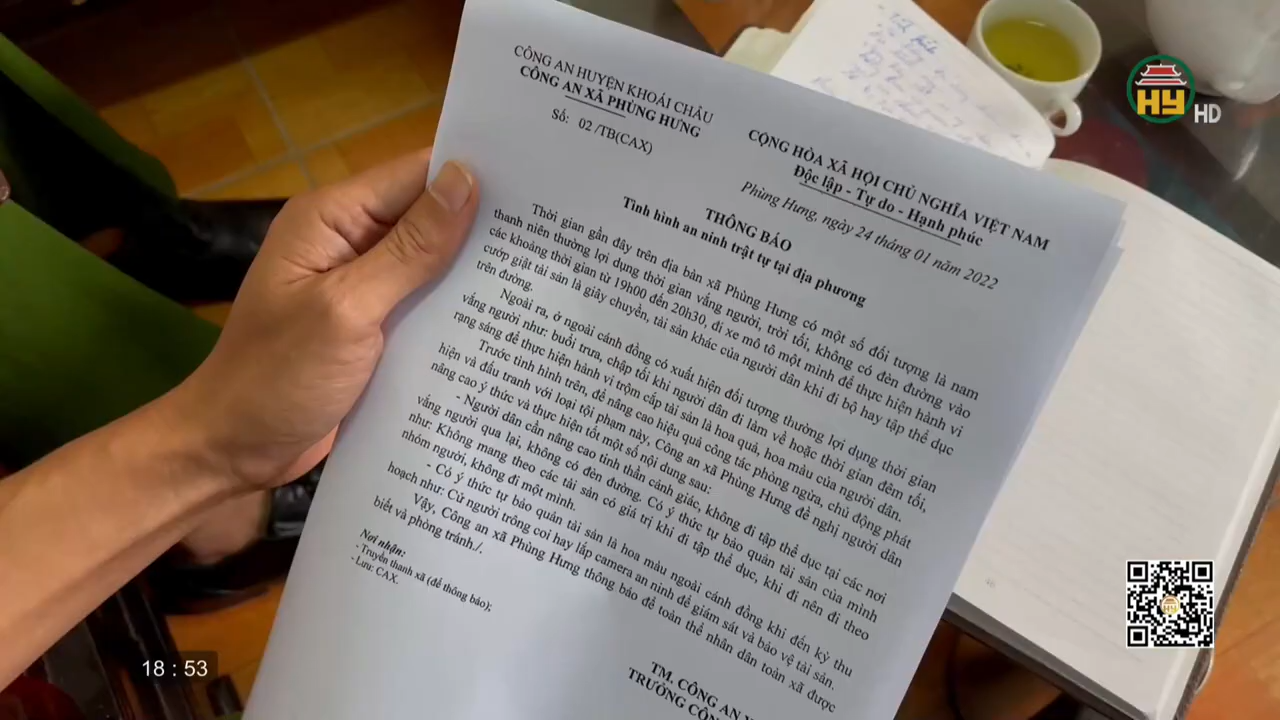 CÔNG AN HUYỆN KHOÁI CHÂU
CÔNG AN XÃ PHÙNG HƯNG
Số: 02 /TB(CAX)
CỘNG HÒA XÃ HỘI CHỦ NGHĨA VIỆT NAM
Độc lập - Tự do - Hạnh phúc
Phùng Hưng, ngày 24 tháng 01 năm 2022
THÔNG BÁO
Tình hình an ninh trật tự tại địa phương
Thời gian gần đây trên địa bàn xã Phùng Hưng có một số đối tượng là nam
thanh niên thường lợi dụng thời gian vắng người, trời tối, không có đèn đường vào
các khoảng thời gian từ 19h00 đến 20h30, đi xe mô tô một mình để thực hiện hành vi
cướp giật tài sản là giây chuyền, tài sản khác của người dân khi đi bộ hay tập thể dục
trên đường.
Ngoài ra, ở ngoài cánh đồng có xuất hiện đối tượng thường lợi dụng thời gian
vắng người như: buổi trưa, chập tối khi người dân đi làm về hoặc thời gian đêm tối,
rạng sáng để thực hiện hành vi trộm cắp tài sản là hoa quả, hoa màu của người dân.
Trước tình hình trên, để nâng cao hiệu quả công tác phòng ngừa, chủ động phát
hiện và đấu tranh với loại tội phạm này, Công an xã Phùng Hưng đề nghị người dân
nâng cao ý thức và thực hiện tốt một số nội dung sau:
- Người dân cần nâng cao tinh thần cảnh giác, không đi tập thể dục tại các nơi
vắng người qua lại, không có đèn đường. Có ý thức tự bảo quản tài sản của mình
như: Không mang theo các tài sản có giá trị khi đi tập thể dục, khi đi nên đi theo
nhóm người, không đi một mình.
- Có ý thức tự bảo quản tài sản là hoa màu ngoài cánh đồng khi đến kỳ thu
hoạch như: Cử người trông coi hay lắp camera an ninh để giám sát và bảo vệ tài sản.
Vậy, Công an xã Phùng Hưng thông báo để toàn thể nhân dân toàn xã được
biết và phòng tránh./.
Nơi nhận:
- Truyền thanh xã (để thông báo);
- Lưu: CAX.
TM. CÔNG AN
TRƯỞNG
HY HD
18 : 53